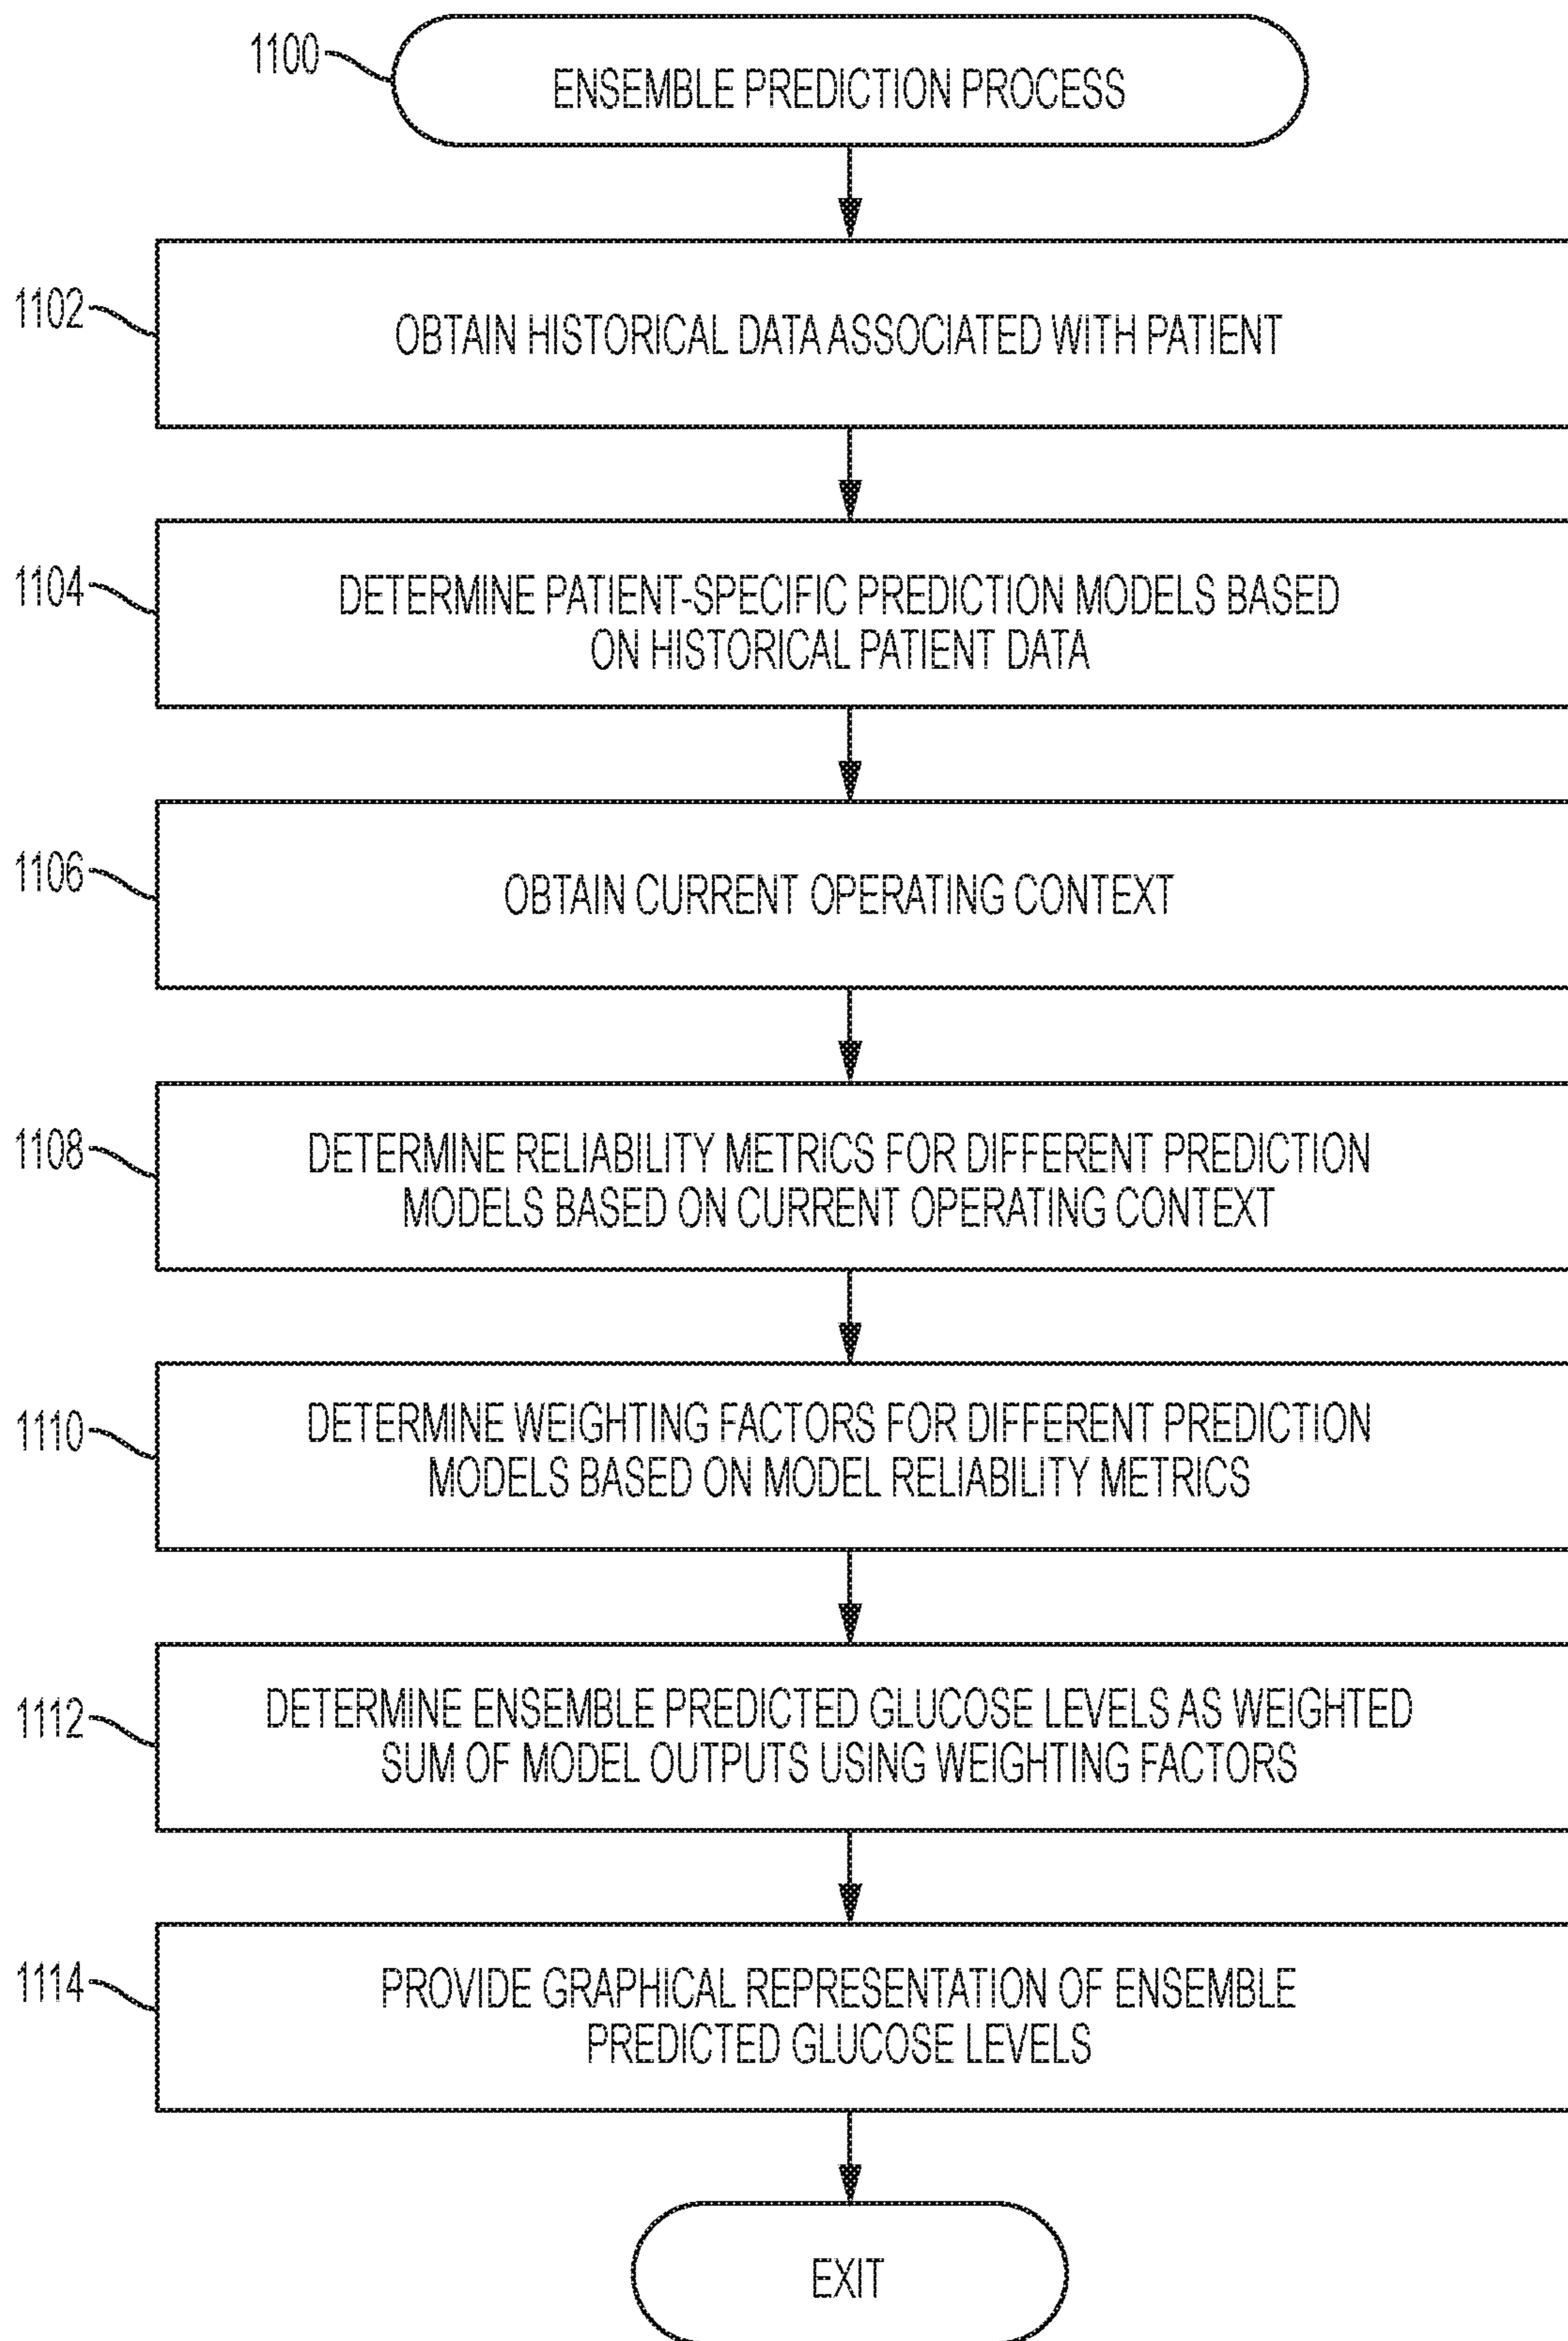 1100
ENSEMBLE PREDICTION PROCESS
1102
OBTAIN HISTORICAL DATA ASSOCIATED WITH PATIENT
1104
DETERMINE PATIENT-SPECIFIC PREDICTION MODELS BASED
ON HISTORICAL PATIENT DATA
1106
OBTAIN CURRENT OPERATING CONTEXT
1108
DETERMINE RELIABILITY METRICS FOR DIFFERENT PREDICTION
MODELS BASED ON CURRENT OPERATING CONTEXT
1110
DETERMINE WEIGHTING FACTORS FOR DIFFERENT PREDICTION
MODELS BASED ON MODEL RELIABILITY METRICS
1112
DETERMINE ENSEMBLE PREDICTED GLUCOSE LEVELS AS WEIGHTED
SUM OF MODEL OUTPUTS USING WEIGHTING FACTORS
1114
PROVIDE GRAPHICAL REPRESENTATION OF ENSEMBLE
PREDICTED GLUCOSE LEVELS
EXIT